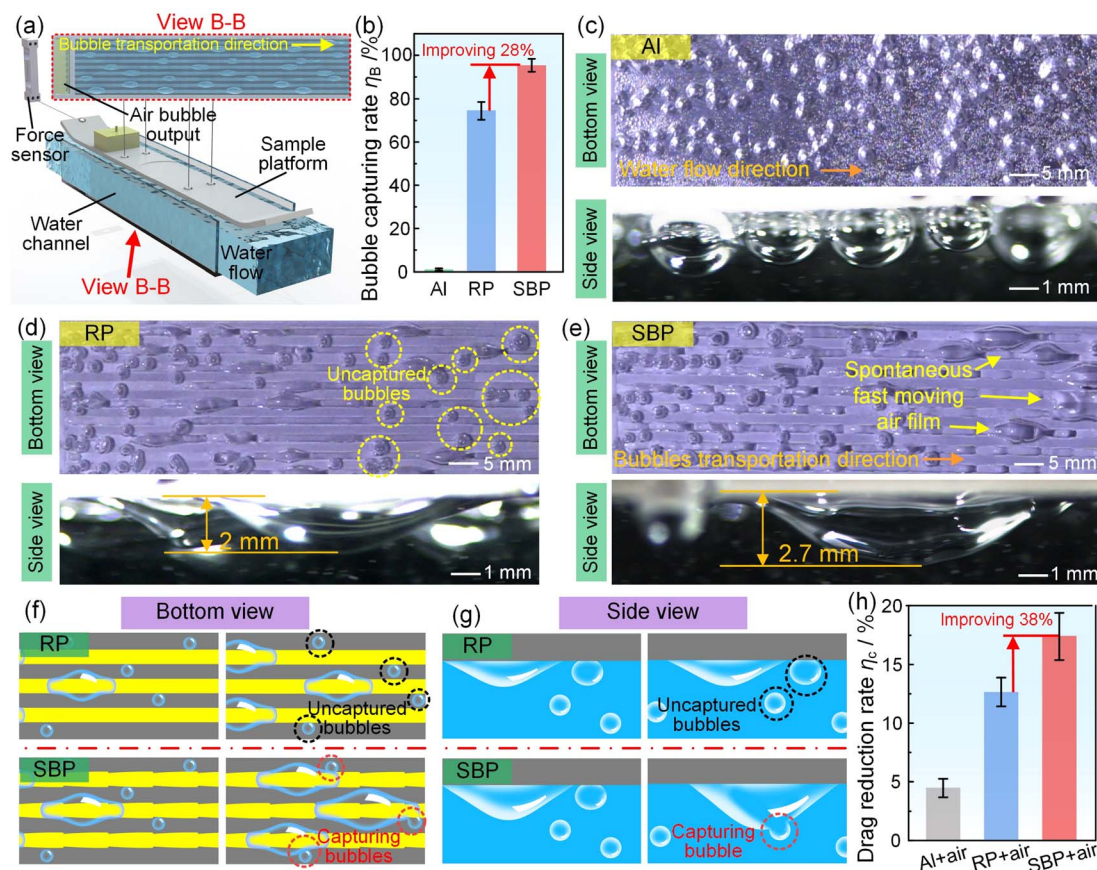 (a)
View B-B
Bubble transportation direction
Air bubble
output
Force
sensor
Sample
platform
Water
channel
Water
flow
View B-B
(b)
Bubble capturing rate ηB /%
100
80
60
40
20
0
Improving 28%
Al
RP
SBP
(c)
Al
Bottom view
Water flow direction
5 mm
Side view
1 mm
(d)
RP
Bottom view
Uncaptured
bubbles
5 mm
Side view
2 mm
1 mm
(e)
SBP
Bottom view
Spontaneous
fast moving
air film
Bubbles transportation direction
5 mm
Side view
2.7 mm
1 mm
(f)
Bottom view
RP
Uncaptured
bubbles
SBP
Capturing
bubbles
(g)
Side view
RP
Uncaptured
bubbles
SBP
Capturing
bubble
(h)
Drag reduction rate ηc / %
20
15
10
5
0
Improving 38%
Al+air
RP+air
SBP+air